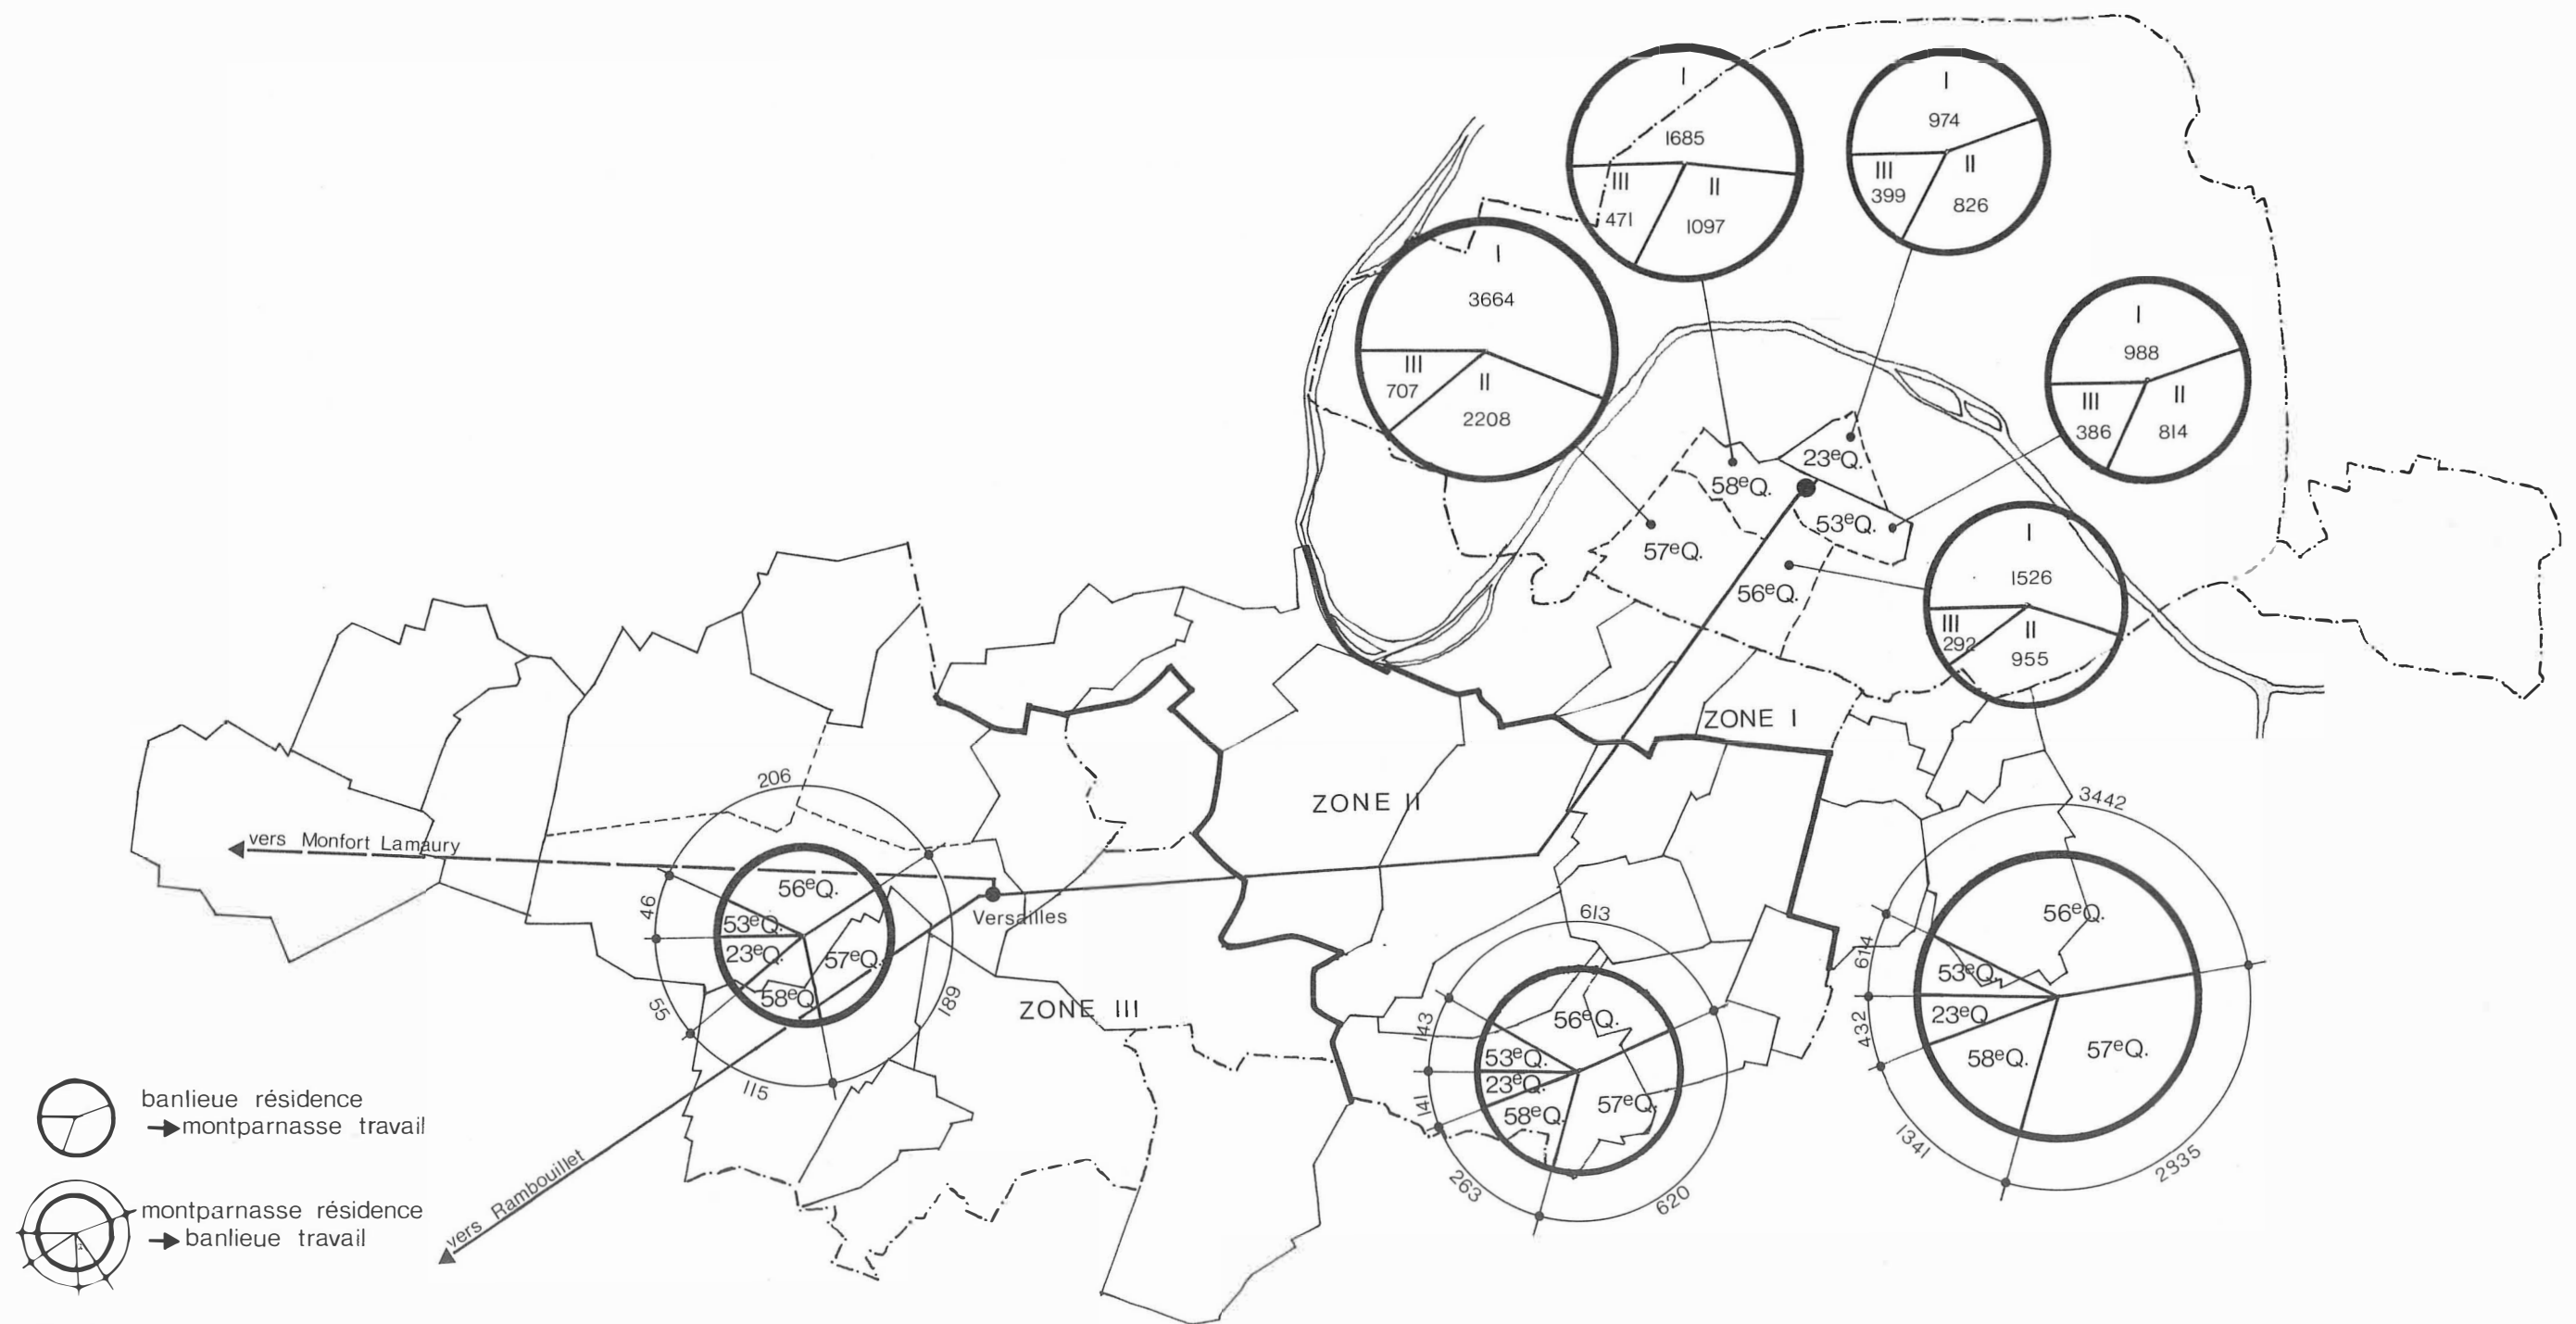 I
1685
III
471
II
1097
I
974
III
399
II
826
I
3664
III
707
II
2208
I
988
III
386
II
814
I
1526
III
292
II
955
23eQ.
58eQ.
53eQ.
57eQ.
56eQ.
ZONE I
ZONE II
ZONE III
vers Monfort Lamaury
Versailles
vers Rambouillet
206
46
55
115
189
56eQ.
53eQ.
23eQ.
57eQ.
58eQ
613
143
141
263
620
56eQ.
53eQ.
23eQ.
58eQ.
57eQ.
3442
614
432
1341
2335
56eQ.
53eQ.
23eQ
58eQ.
57eQ.
banlieue résidence
→montparnasse travail
montparnasse résidence
→ banlieue travail